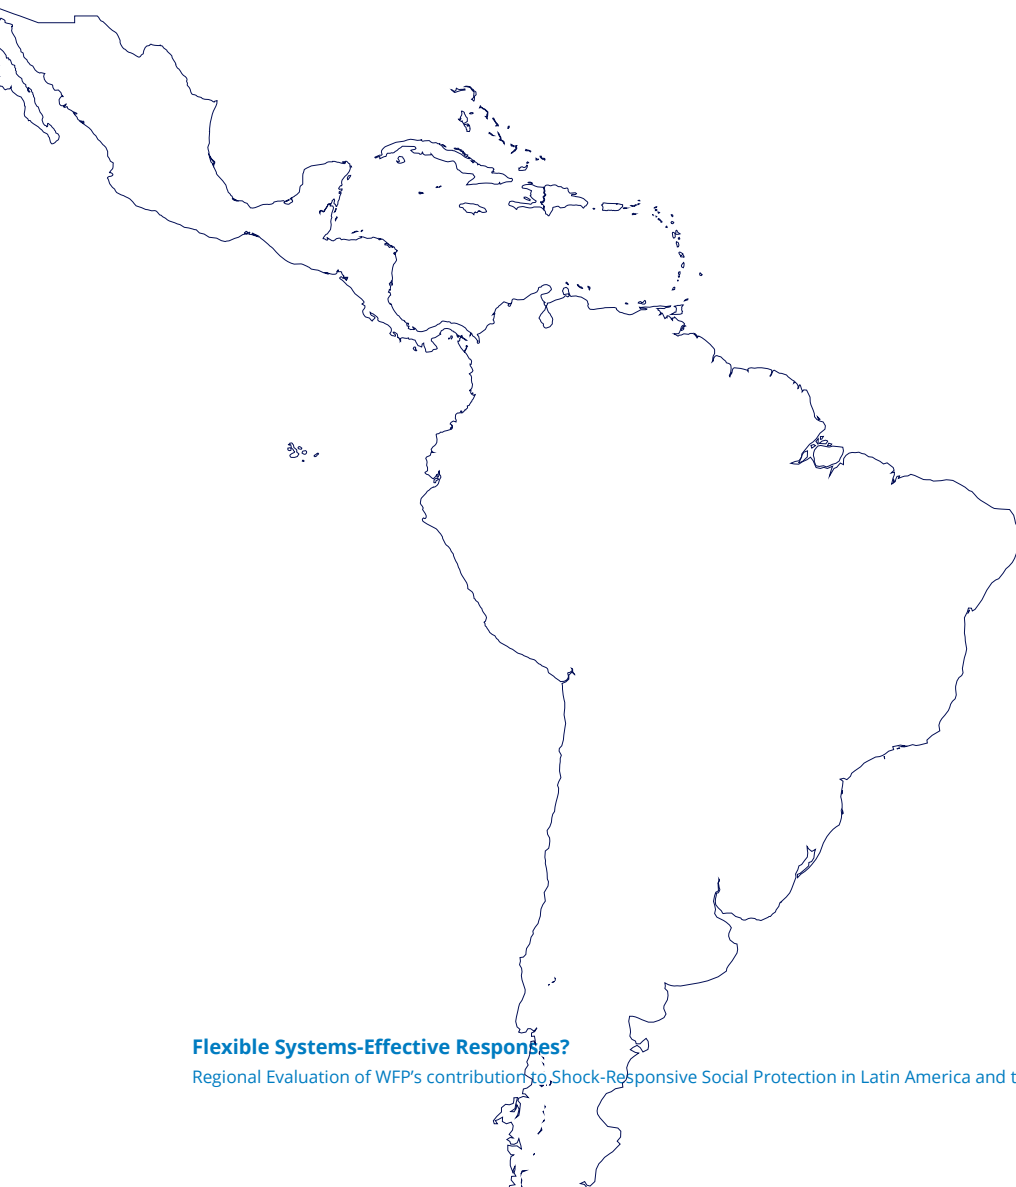 Flexible Systems-Effective Responses?
Regional Evaluation of WFP's contribution to Shock-Responsive Social Protection in Latin America and t